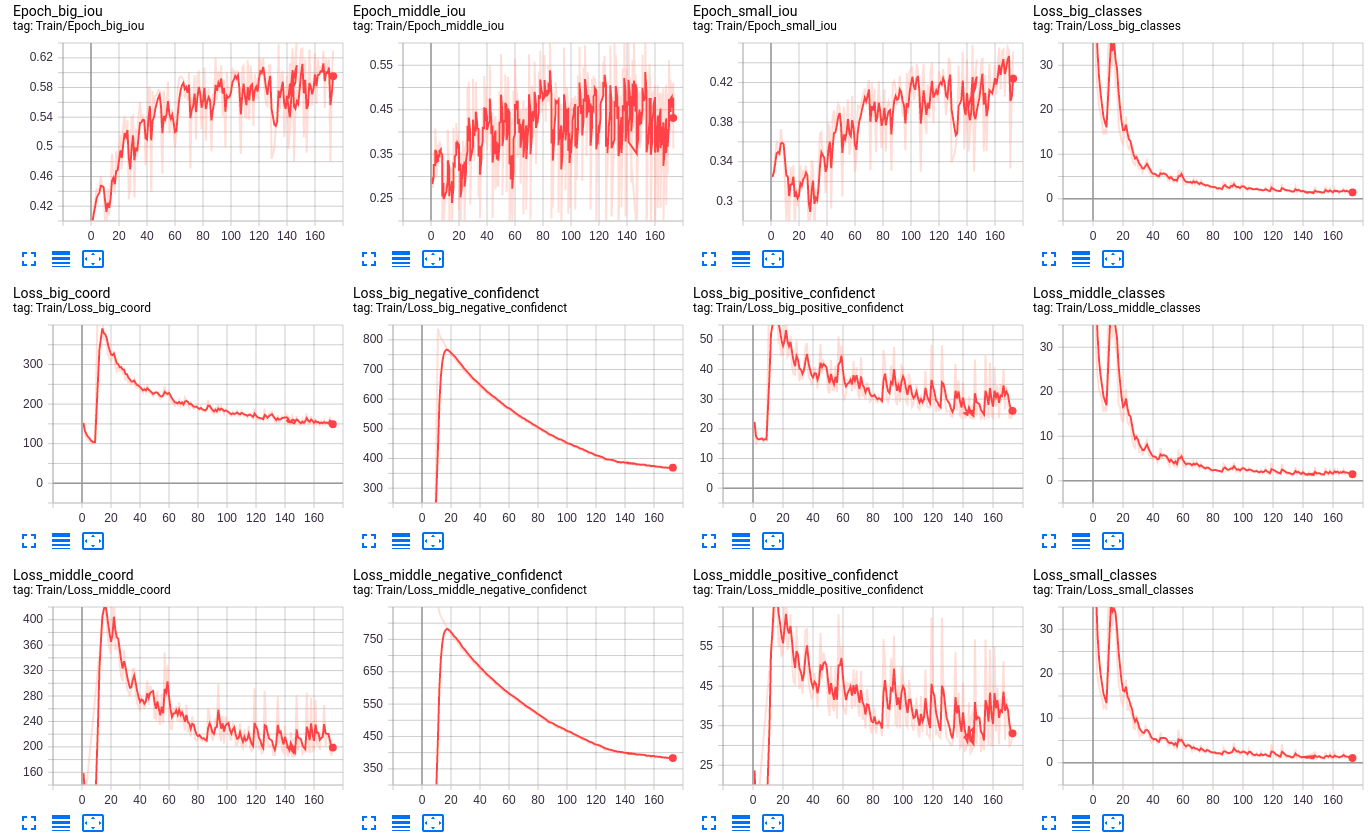 Epoch_big_iou
tag: Train/Epoch_big_iou
0.62
0.58
0.54
0.5
0.46
0.42
0 20 40 60 80 100 120 140 160
Epoch_middle_iou
tag: Train/Epoch_middle_iou
0.55
0.45
0.35
0.25
0 20 40 60 80 100 120 140 160
Epoch_small_iou
tag: Train/Epoch_small_iou
0.42
0.38
0.34
0.3
0 20 40 60 80 100 120 140 160
Loss_big_classes
tag: Train/Loss_big_classes
30
20
10
0
0 20 40 60 80 100 120 140 160
Loss_big_coord
tag: Train/Loss_big_coord
300
200
100
0
0 20 40 60 80 100 120 140 160
Loss_big_negative_confidenct
tag: Train/Loss_big_negative_confidenct
800
700
600
500
400
300
0 20 40 60 80 100 120 140 160
Loss_big_positive_confidenct
tag: Train/Loss_big_positive_confidenct
50
40
30
20
10
0
0 20 40 60 80 100 120 140 160
Loss_middle_classes
tag: Train/Loss_middle_classes
30
20
10
0
0 20 40 60 80 100 120 140 160
Loss_middle_coord
tag: Train/Loss_middle_coord
400
360
320
280
240
200
160
0 20 40 60 80 100 120 140 160
Loss_middle_negative_confidenct
tag: Train/Loss_middle_negative_confidenct
750
650
550
450
350
0 20 40 60 80 100 120 140 160
Loss_middle_positive_confidenct
tag: Train/Loss_middle_positive_confidenct
55
45
35
25
0 20 40 60 80 100 120 140 160
Loss_small_classes
tag: Train/Loss_small_classes
30
20
10
0
0 20 40 60 80 100 120 140 160